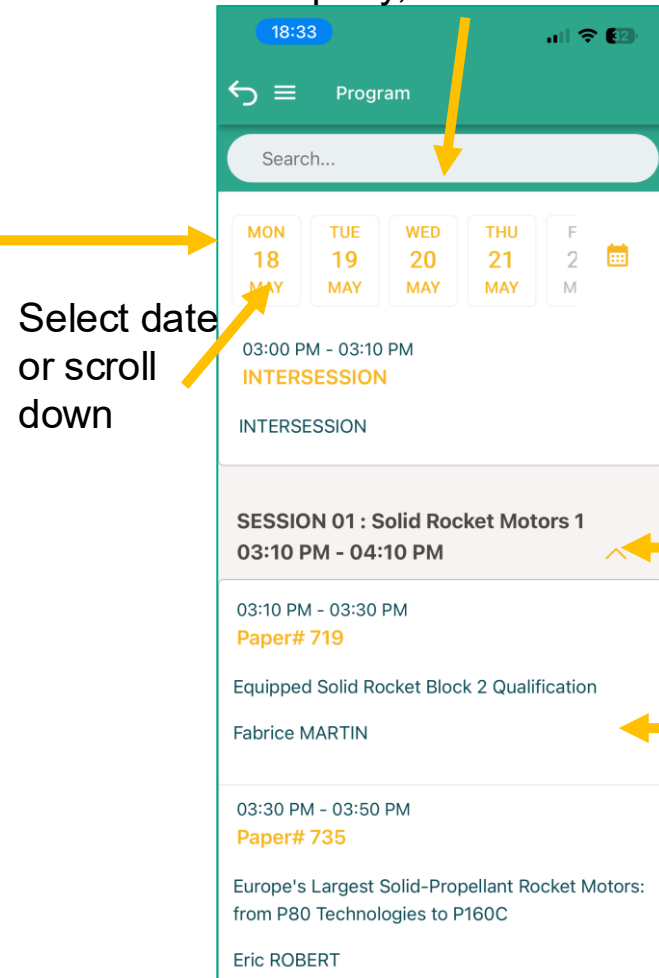 18:33
32
Program
Search...
MON TUE WED THU F
18 19 20 21 2
MAY MAY MAY MAY M
Select date
or scroll
down
03:00 PM - 03:10 PM
INTERSESSION
INTERSESSION
SESSION 01 : Solid Rocket Motors 1
03:10 PM - 04:10 PM
03:10 PM - 03:30 PM
Paper# 719
Equipped Solid Rocket Block 2 Qualification
Fabrice MARTIN
03:30 PM - 03:50 PM
Paper# 735
Europe's Largest Solid-Propellant Rocket Motors:
from P80 Technologies to P160C
Eric ROBERT